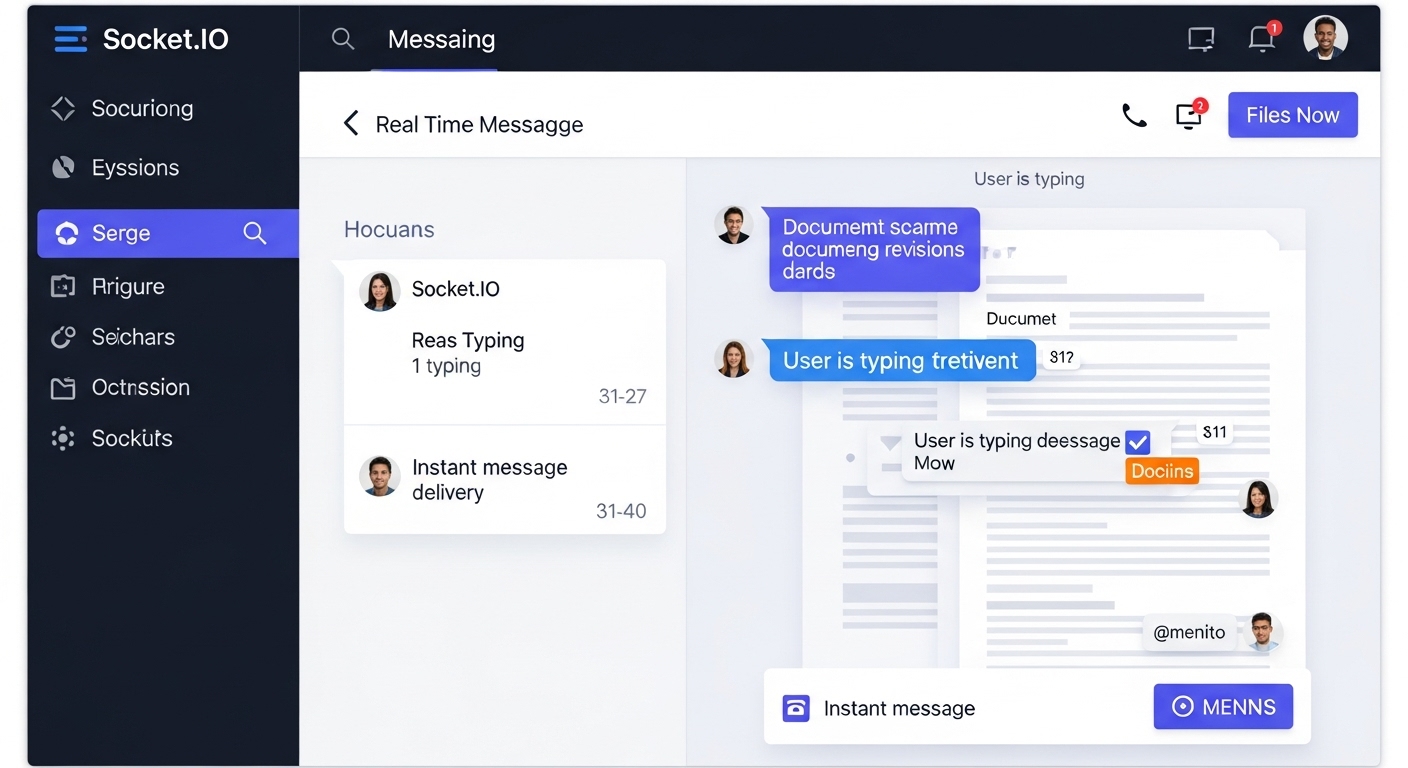 Socket.IO
Messaing
1
Socuriong
Eyssions
Serge
Rrigure
Seichars
Octnssion
Sockuts
Real Time Messagge
2
Files Now
Hocuans
Socket.IO
Reas Typing
1 typing
31-27
Instant message
delivery
31-40
User is typing
Documemt scarme
documeng revisions
dards
Ducumet
User is typing tretivent
317
User is typing deessage
Mow
Dociins
$11
@menito
Instant message
MENNS